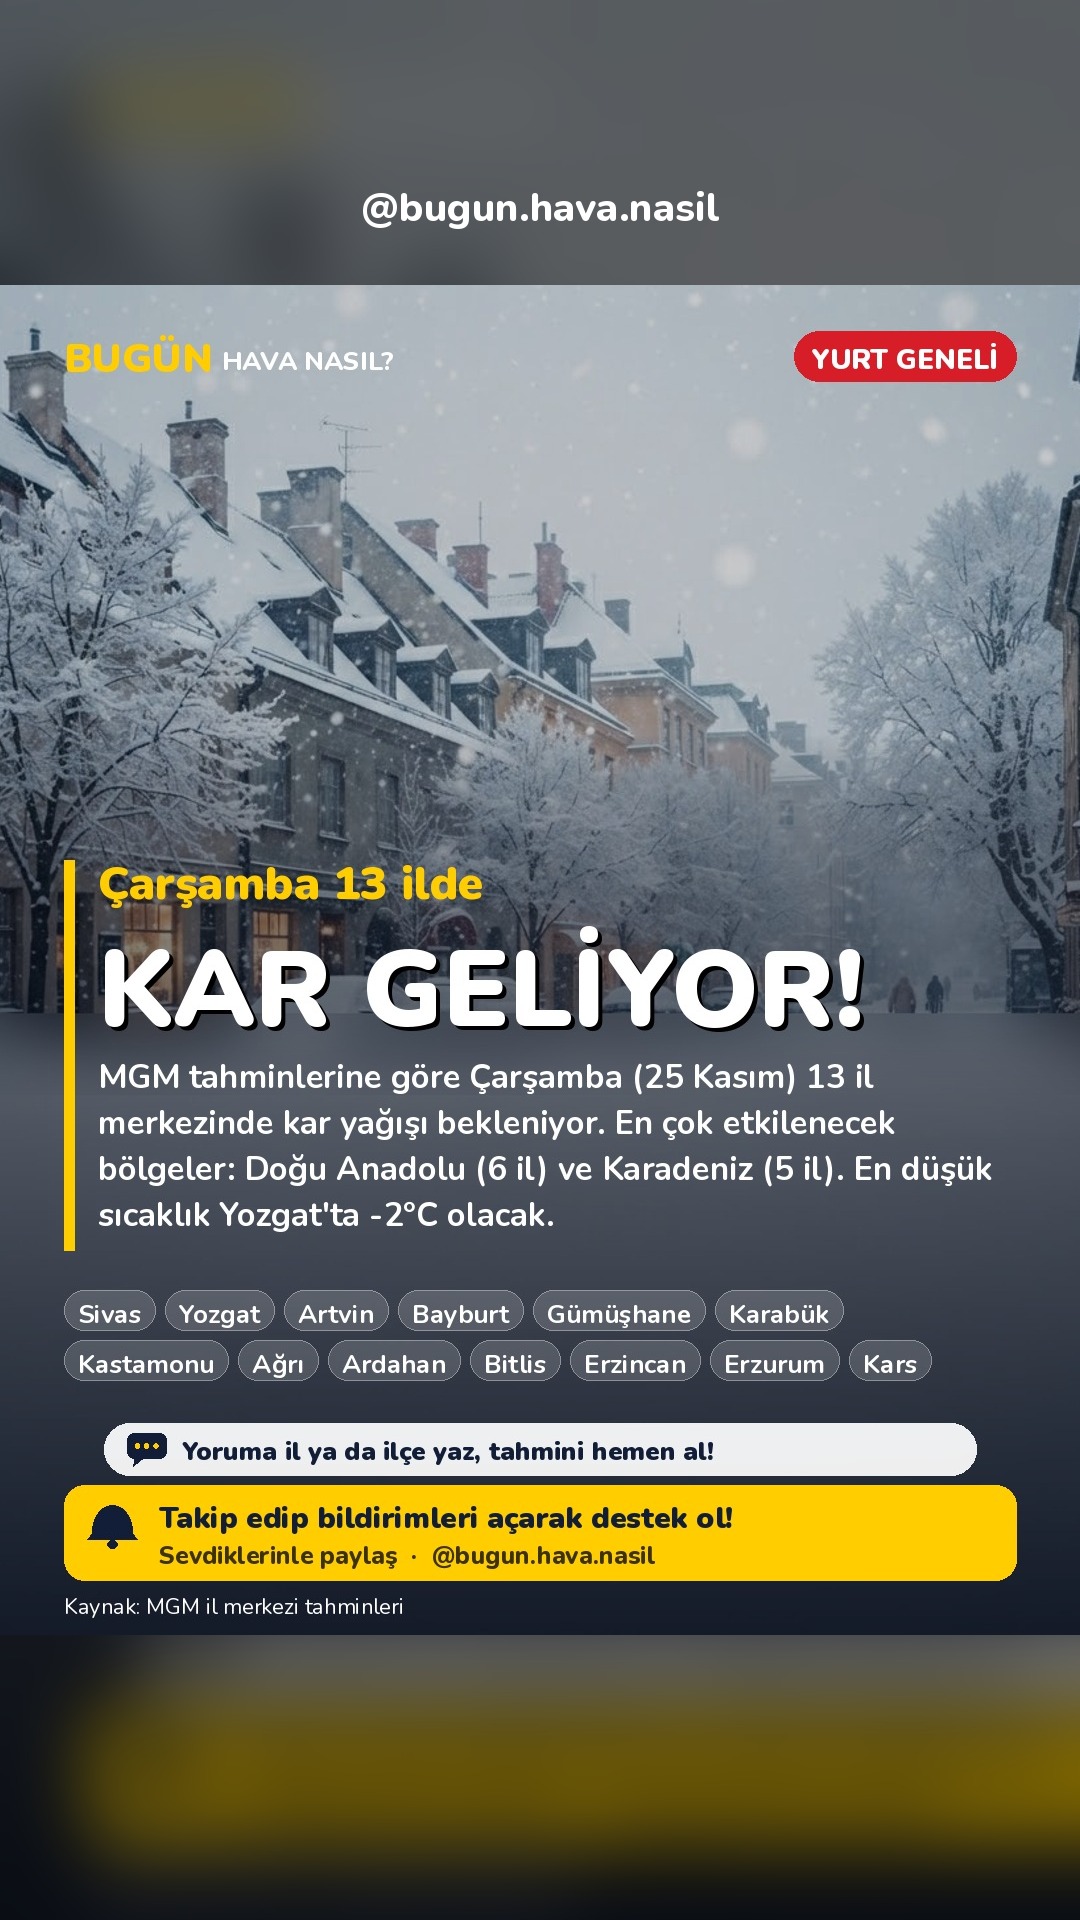 @bugun.hava.nasil
BUGÜN HAVA NASIL?
YURT GENELİ
Çarşamba 13 ilde
KAR GELİYOR!
MGM tahminlerine göre Çarşamba (25 Kasım) 13 il
merkezinde kar yağışı bekleniyor. En çok etkilenecek
bölgeler: Doğu Anadolu (6 il) ve Karadeniz (5 il). En düşük
sıcaklık Yozgat'ta -2°C olacak.
Sivas Yozgat Artvin Bayburt Gümüşhane Karabük
Kastamonu Ağrı Ardahan Bitlis Erzincan Erzurum Kars
Yoruma il ya da ilçe yaz, tahmini hemen al!
Takip edip bildirimleri açarak destek ol!
Sevdiklerinle paylaş · @bugun.hava.nasil
Kaynak: MGM il merkezi tahminleri